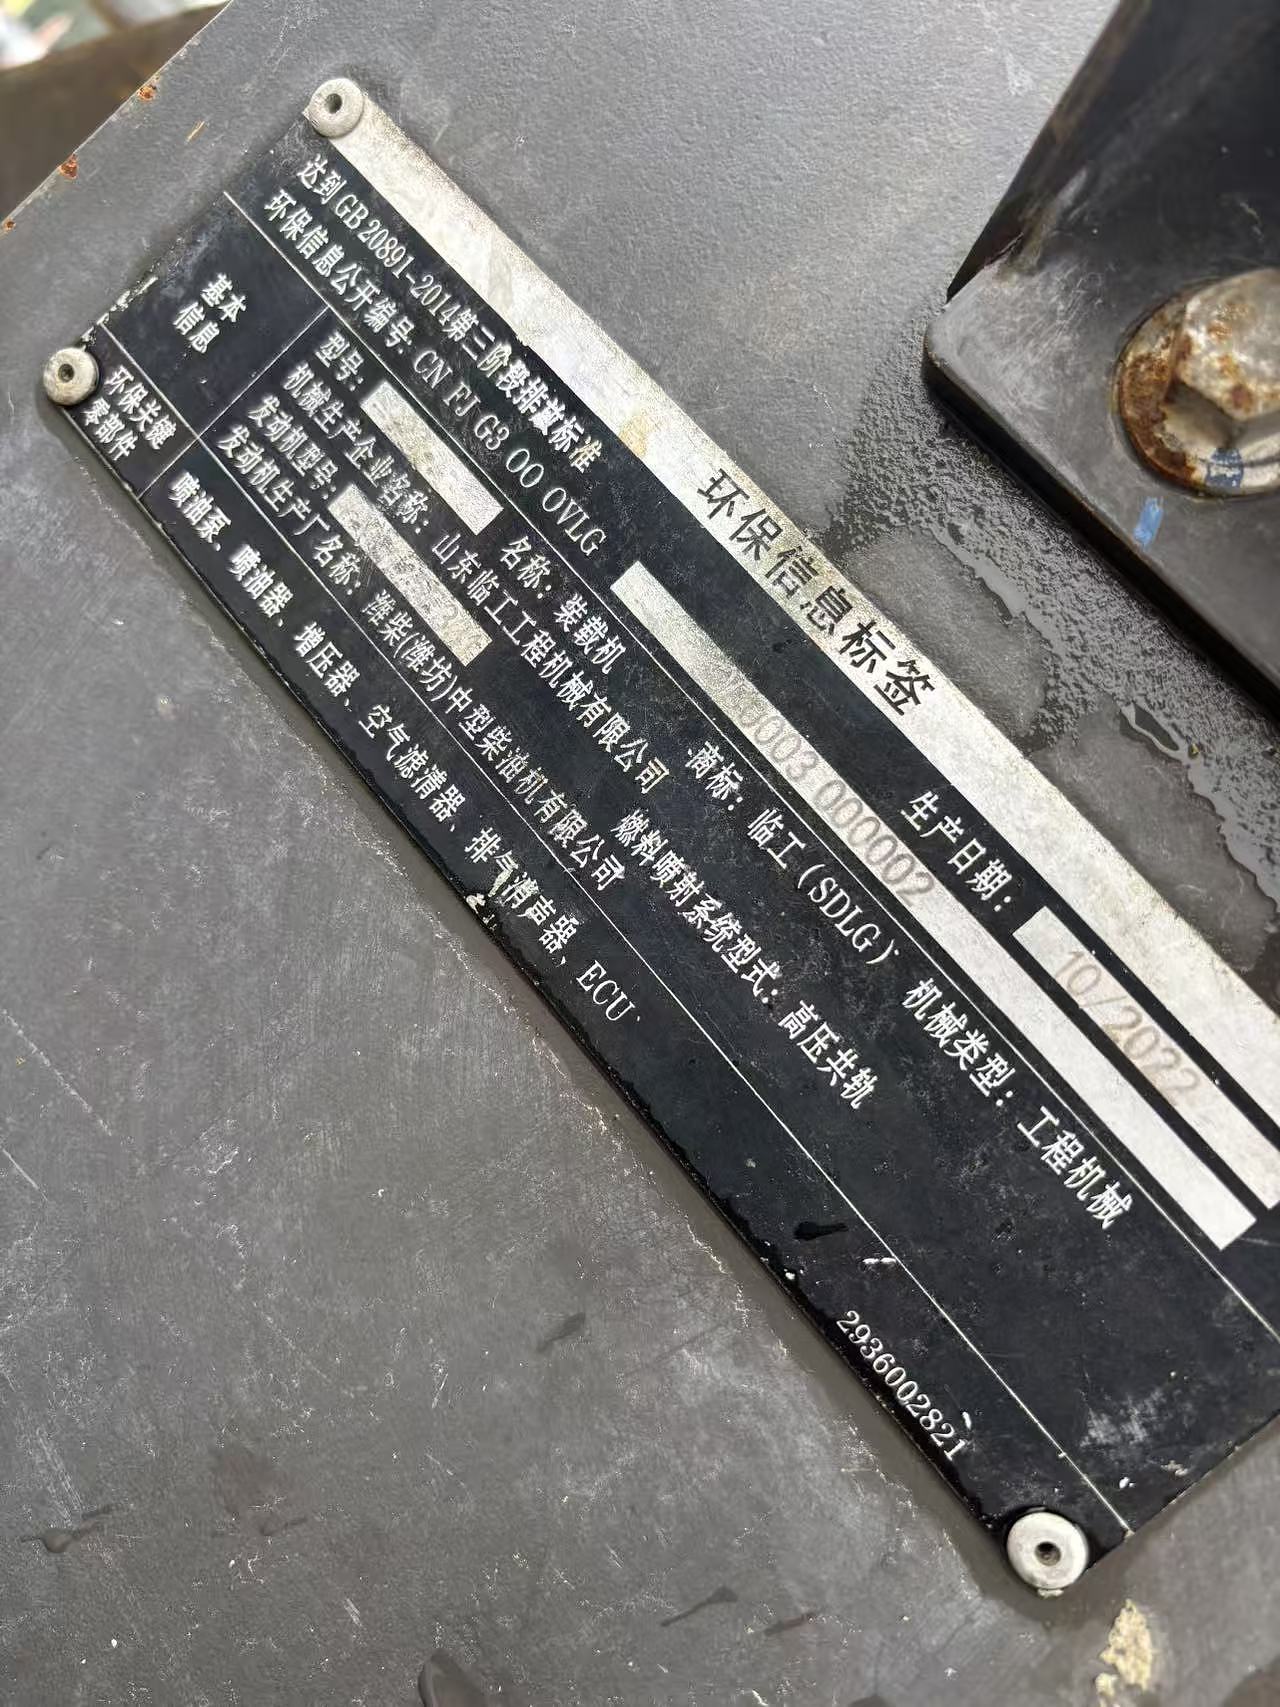 环保信息标签
达到GB 20891-2014第三阶段排放标准 生产日期: 10/2022
环保信息公开编号: CN FJ G3 00 0VLG 0003 000002
基本信息
型号: 名称: 装载机 商标: 临工(SDLG) 机械类型: 工程机械
机械生产企业名称: 山东临工工程机械有限公司
发动机型号: 燃料喷射系统型式: 高压共轨
发动机生产厂名称: 潍柴(潍坊)中型柴油机有限公司
环保关键零部件
喷油泵、喷油器、增压器、空气滤清器、排气消声器、ECU
2936002821